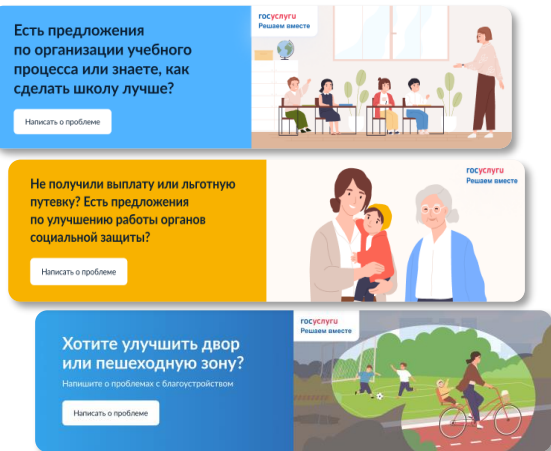 Есть предложения
по организации учебного
процесса или знаете, как
сделать школу лучше?
Написать о проблеме
госуслуги
Решаем вместе
Не получили выплату или льготную
путевку? Есть предложения
по улучшению работы органов
социальной защиты?
Написать о проблеме
госуслуги
Решаем вместе
Хотите улучшить двор
или пешеходную зону?
Напишите о проблемах с благоустройством
Написать о проблеме
госуслуги
Решаем вместе